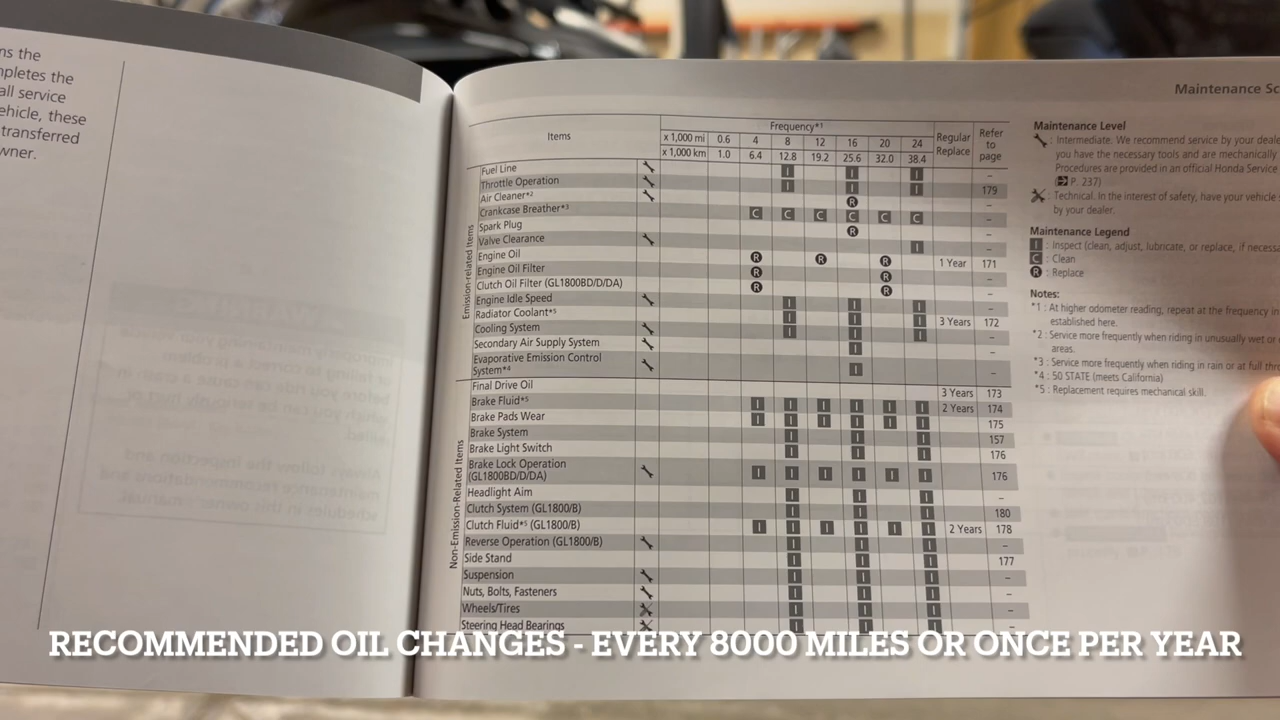 ns the
mpletes the
all service
ehicle, these
transferred
wner.
Maintenance Sc
Items
Frequency*1
Regular Replace
Refer to page
x 1,000 mi 0.6 4 8 12 16 20 24
x 1,000 km 1.0 6.4 12.8 19.2 25.6 32.0 38.4
Emission-related Items
Fuel Line I I I –
Throttle Operation I I I 179
Air Cleaner*2 R –
Crankcase Breather*3 C C C C C C –
Spark Plug R –
Valve Clearance I –
Engine Oil R R R 1 Year 171
Engine Oil Filter R R –
Clutch Oil Filter (GL1800BD/D/DA) R R –
Engine Idle Speed I I I –
Radiator Coolant*5 I I I 3 Years 172
Cooling System I I I –
Secondary Air Supply System I –
Evaporative Emission Control
System*4 I –
Non-Emission-Related Items
Final Drive Oil 3 Years 173
Brake Fluid*5 I I I I I I 2 Years 174
Brake Pads Wear I I I I I I 175
Brake System I I I 157
Brake Light Switch I I I 176
Brake Lock Operation
(GL1800BD/D/DA) I I I I I I 176
Headlight Aim I I I –
Clutch System (GL1800/B) I I I 180
Clutch Fluid*5 (GL1800/B) I I I I I I 2 Years 178
Reverse Operation (GL1800/B) I I I –
Side Stand I I I 177
Suspension I I I –
Nuts, Bolts, Fasteners I I I –
Wheels/Tires I I I –
Steering Head Bearings I I I –
Maintenance Level
: Intermediate. We recommend service by your deale
you have the necessary tools and are mechanically
Procedures are provided in an official Honda Service
(P. 237)
: Technical. In the interest of safety, have your vehicle
by your dealer.
Maintenance Legend
I : Inspect (clean, adjust, lubricate, or replace, if necessa
C : Clean
R : Replace
Notes:
*1 : At higher odometer reading, repeat at the frequency in
established here.
*2 : Service more frequently when riding in unusually wet or
areas.
*3 : Service more frequently when riding in rain or at full thr
*4 : 50 STATE (meets California)
*5 : Replacement requires mechanical skill.
RECOMMENDED OIL CHANGES - EVERY 8000 MILES OR ONCE PER YEAR